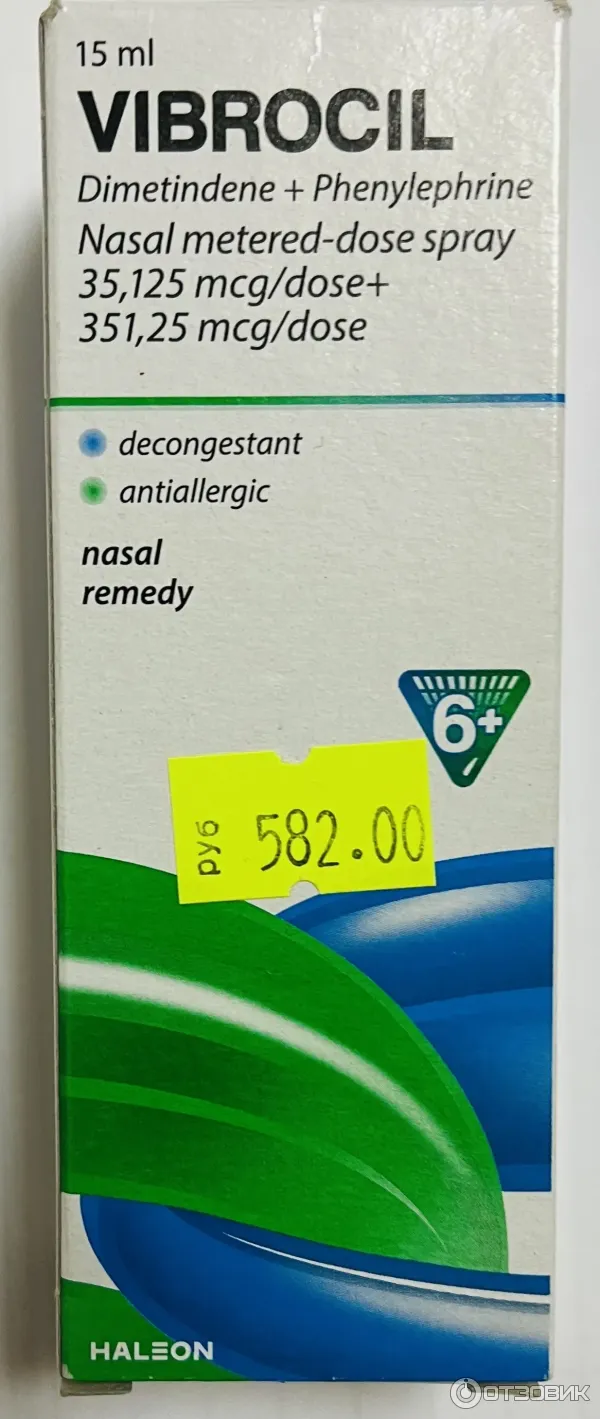 15 ml
VIBROCIL
Dimetindene + Phenylephrine
Nasal metered-dose spray
35,125 mcg/dose+
351,25 mcg/dose
decongestant
antiallergic
nasal
remedy
6+
руб 582.00
HALEON
ОТЗОВИК